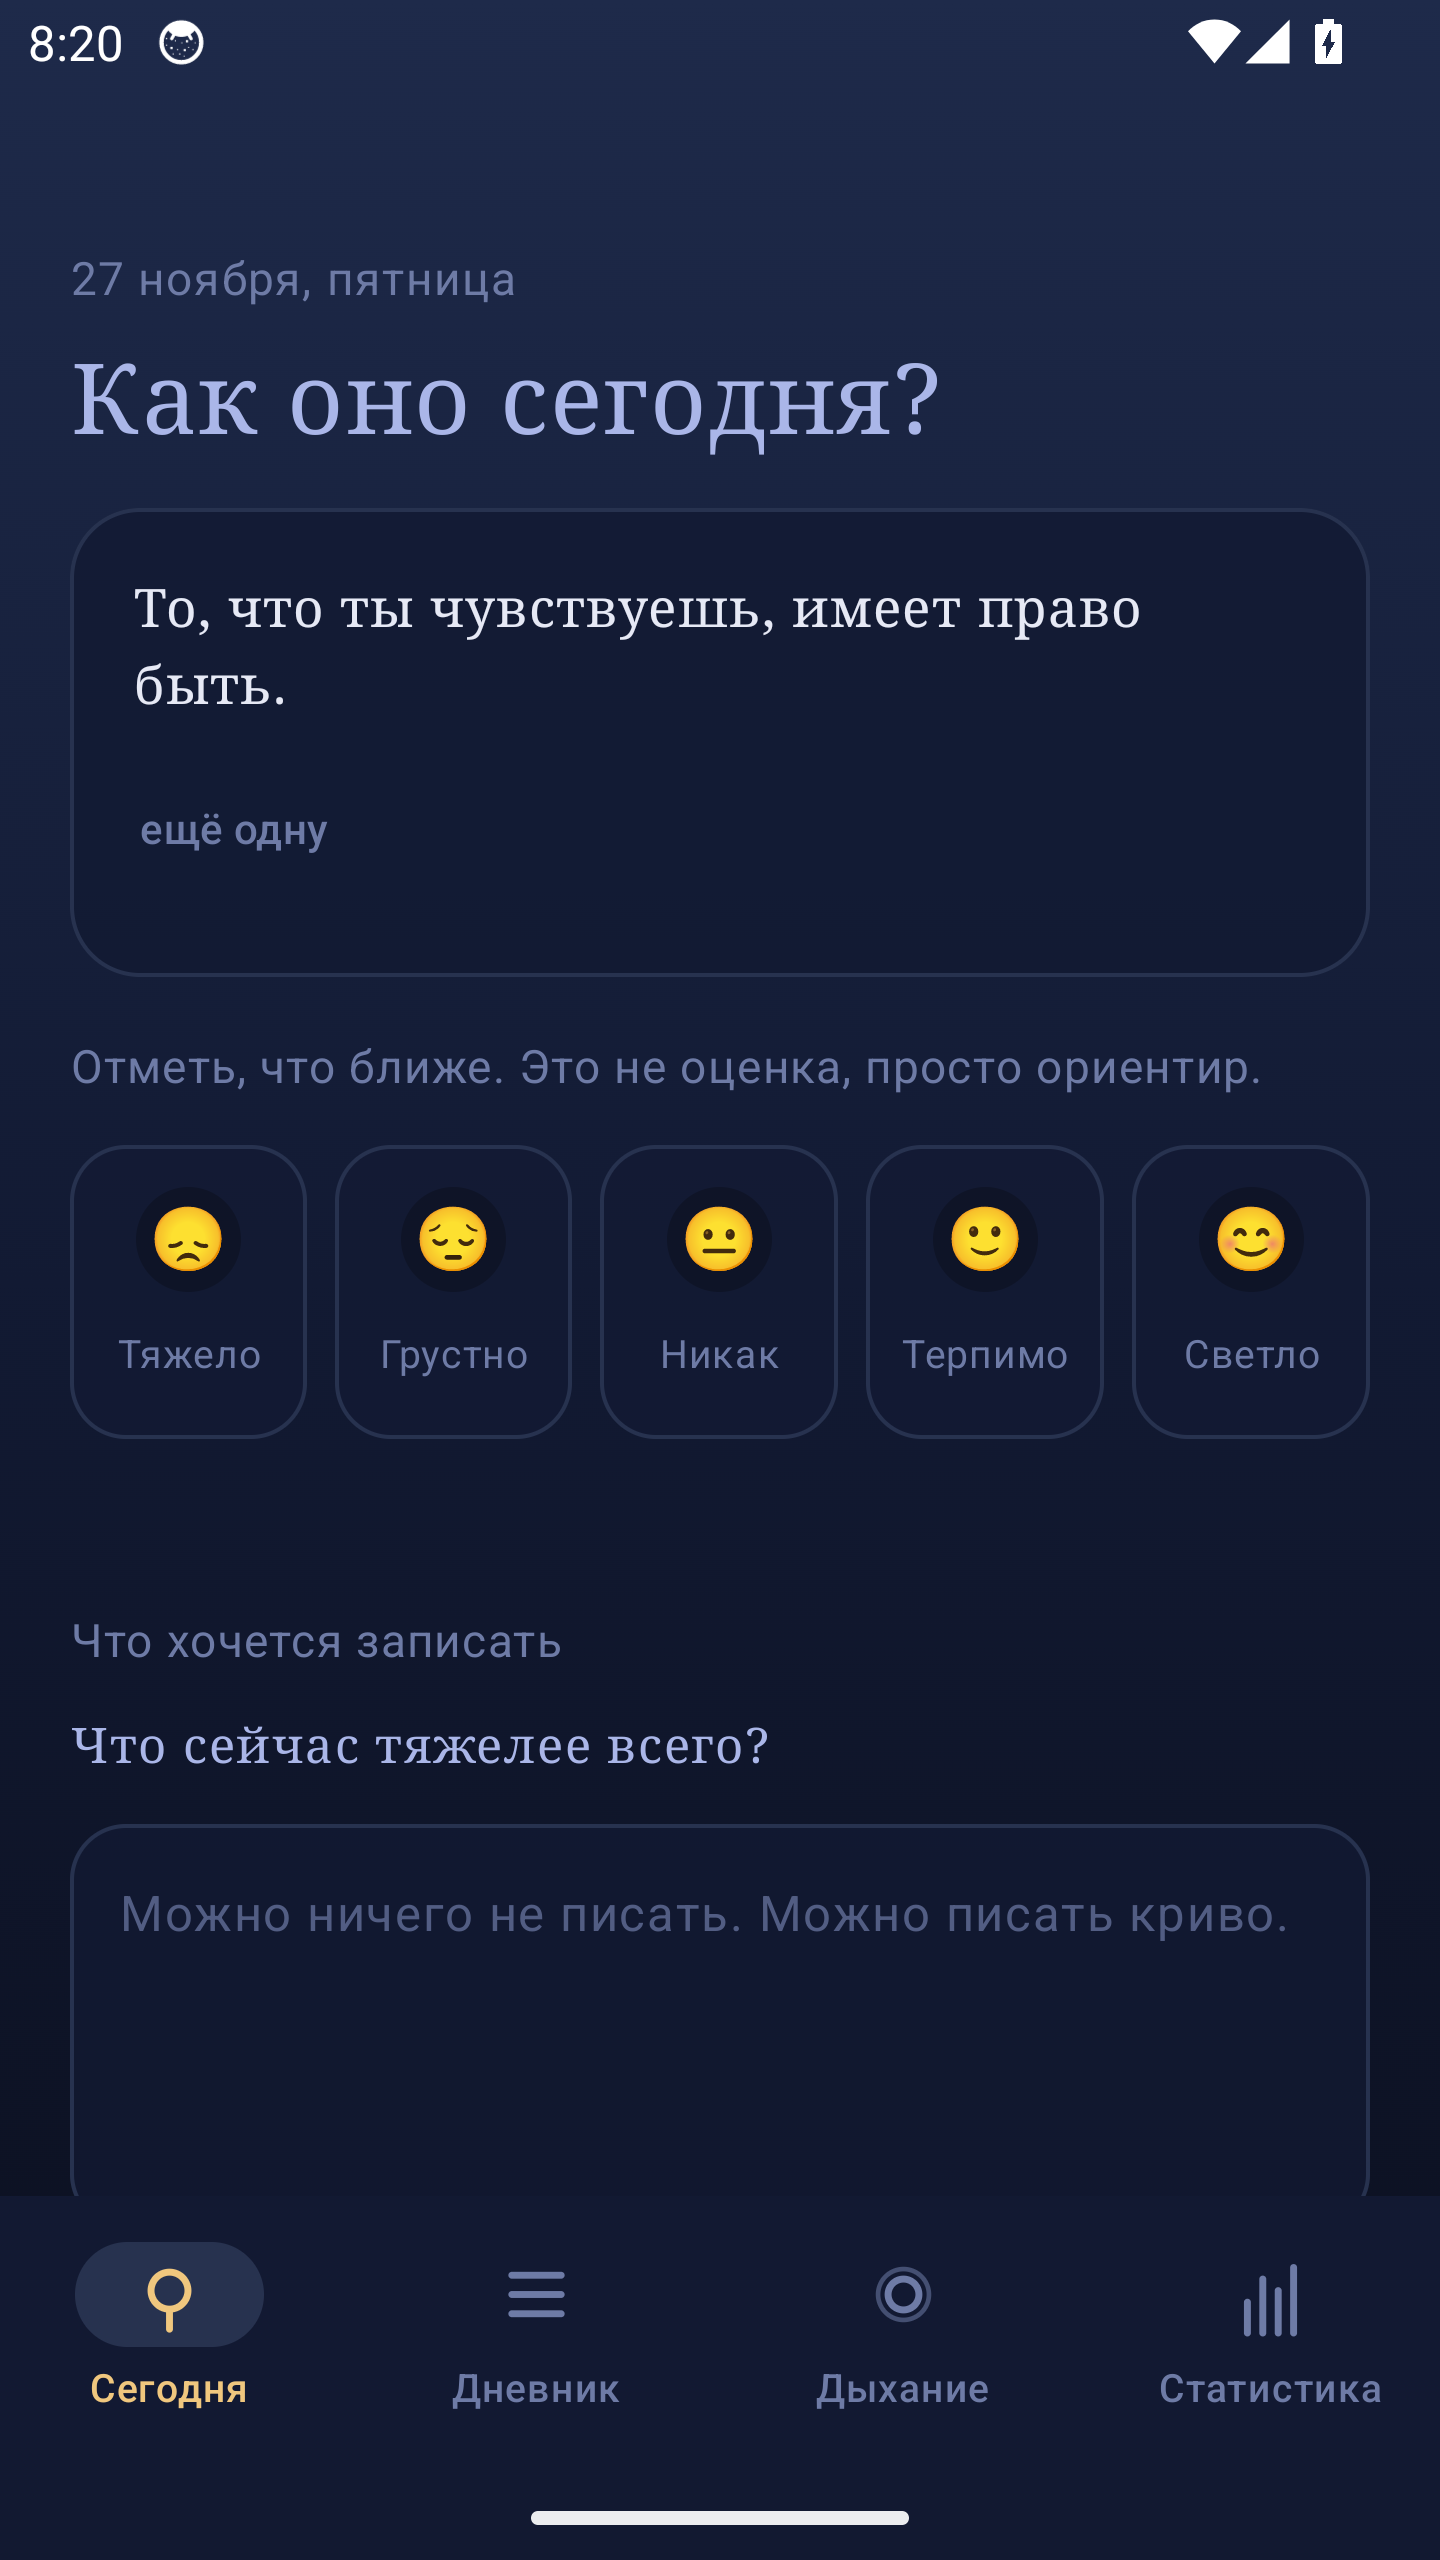 8:20
27 ноября, пятница
Как оно сегодня?
То, что ты чувствуешь, имеет право
быть.
ещё одну
Отметь, что ближе. Это не оценка, просто ориентир.
Тяжело Грустно Никак Терпимо Светло
Что хочется записать
Что сейчас тяжелее всего?
Можно ничего не писать. Можно писать криво.
Сегодня Дневник Дыхание Статистика